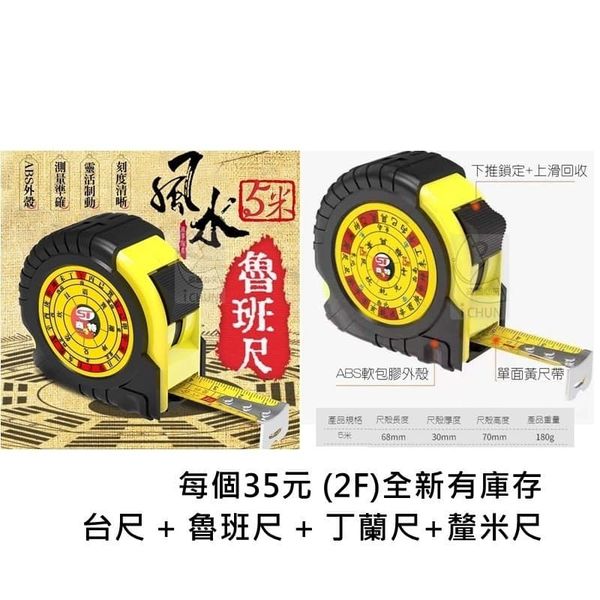 ABS外殼
測量準確
靈活制動
刻度清晰
風水
5米
魯班尺
ST
iCHUN
下推鎖定+上滑回收
ABS軟包膠外殼
單面黃尺帶
產品規格 尺殼長度 尺殼厚度 尺殼高度 產品重量
5米 68mm 30mm 70mm 180g
每個35元 (2F)全新有庫存
台尺 + 魯班尺 + 丁蘭尺+釐米尺